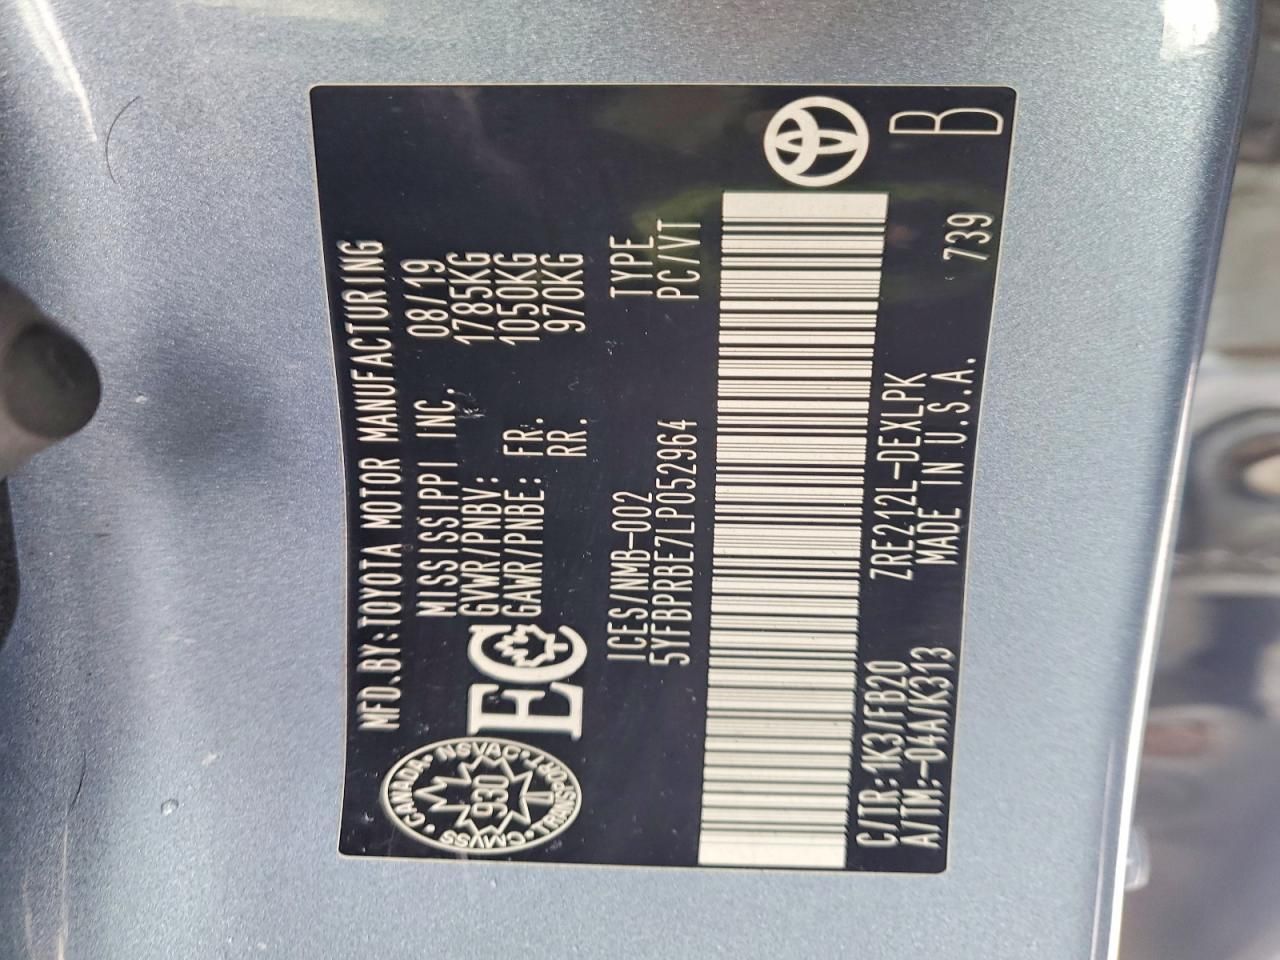 MFD.BY:TOYOTA MOTOR MANUFACTURING
MISSISSIPPI INC. 08/19
GVWR/PNBV: 1785KG
GAWR/PNBE: FR. 1050KG
RR. 970KG
CANADA • NSVAC • TRANSPORT • CMVSS
930
EC
ICES/NMB-002 TYPE
5YFBPRBE7LP052964 PC/VT
C/TR:1K3/FB20 ZRE212L-DEXLPK
A/TM:-04A/K313 MADE IN U.S.A. 739
B